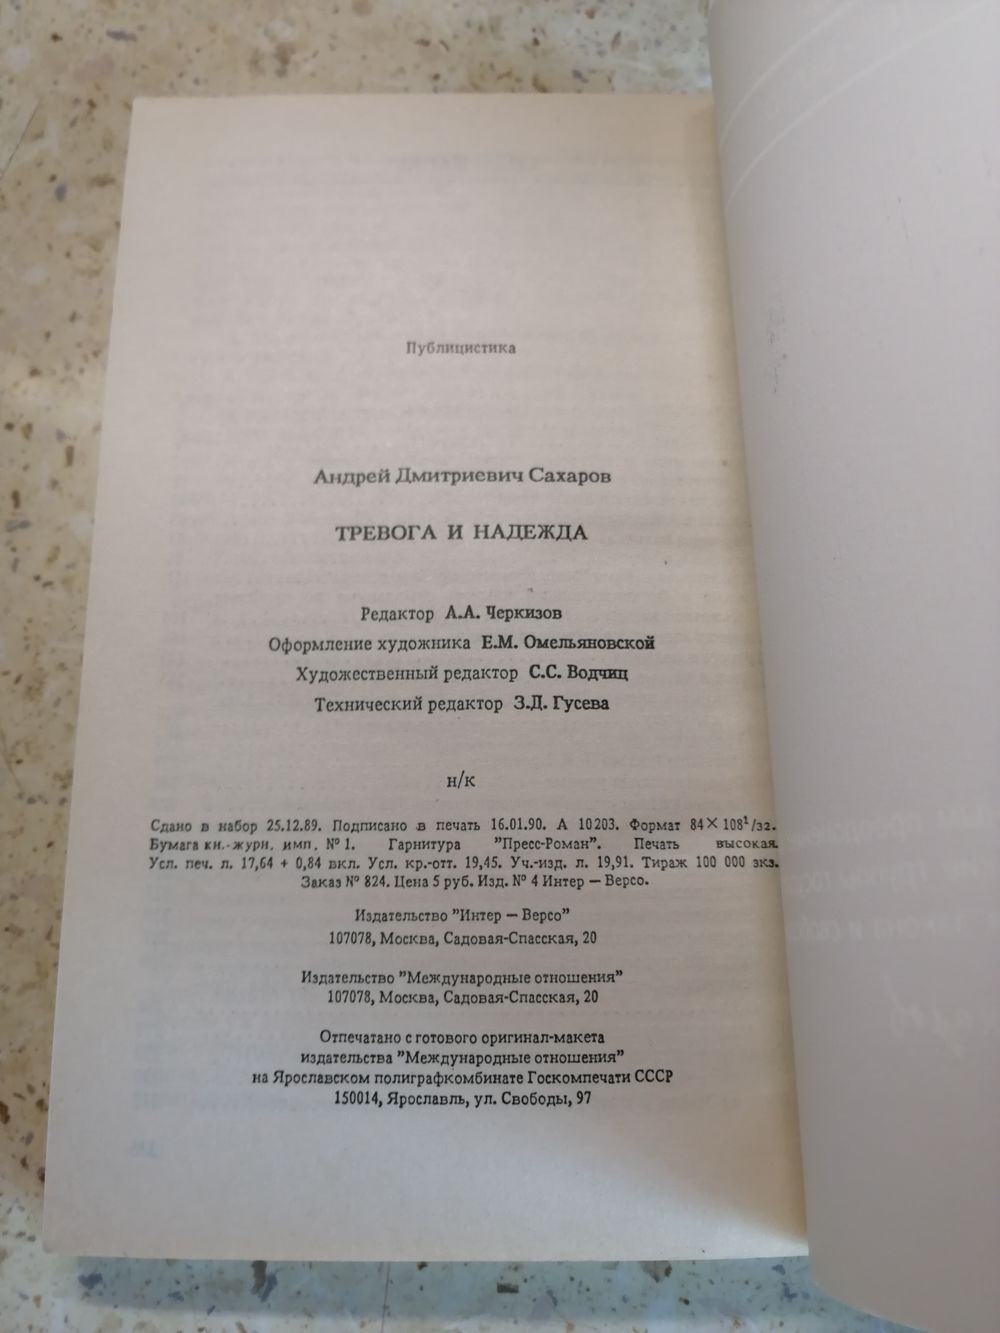 Публицистика
Андрей Дмитриевич Сахаров
ТРЕВОГА И НАДЕЖДА
Редактор А.А. Черкизов
Оформление художника Е.М. Омельяновской
Художественный редактор С.С. Водчиц
Технический редактор З.Д. Гусева
н/к
Сдано в набор 25.12.89. Подписано в печать 16.01.90. А 10203. Формат 84×108¹/32.
Бумага кн.-журн. имп. № 1. Гарнитура "Пресс-Роман". Печать высокая.
Усл. печ. л. 17,64 + 0,84 вкл. Усл. кр.-отт. 19,45. Уч.-изд. л. 19,91. Тираж 100 000 экз.
Заказ № 824. Цена 5 руб. Изд. № 4 Интер — Версо.
Издательство "Интер — Версо"
107078, Москва, Садовая-Спасская, 20
Издательство "Международные отношения"
107078, Москва, Садовая-Спасская, 20
Отпечатано с готового оригинал-макета
издательства "Международные отношения"
на Ярославском полиграфкомбинате Госкомпечати СССР
150014, Ярославль, ул. Свободы, 97